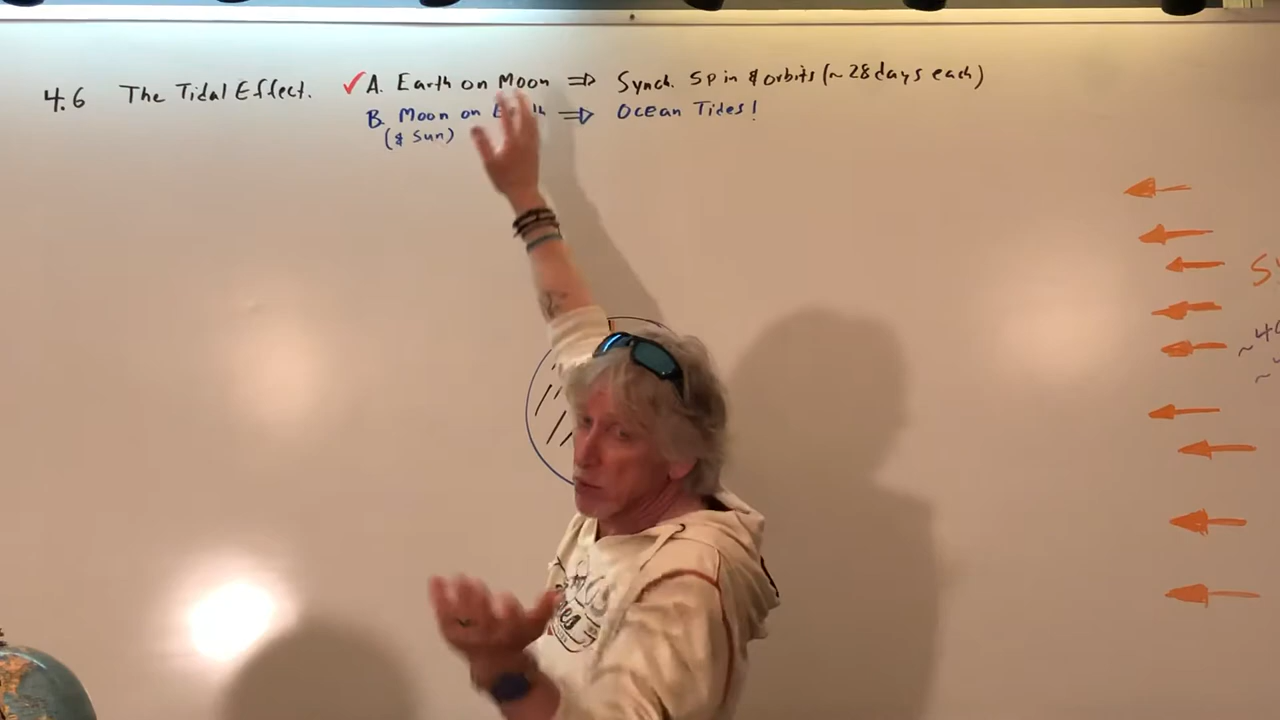 4.6 The Tidal Effect. ✓ A. Earth on Moon ⇒ Synch. Spin & Orbits (~28 days each)
B. Moon on ⇒ Ocean Tides!
(& Sun)